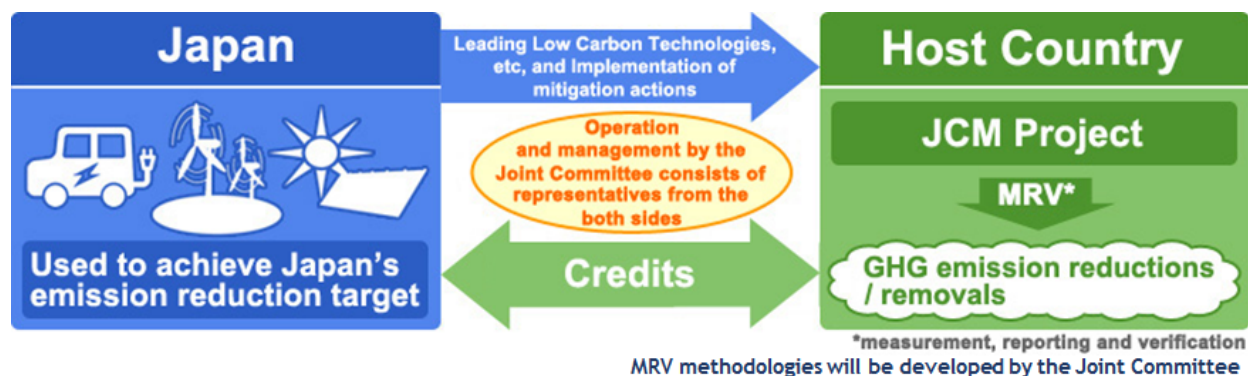 Japan
Used to achieve Japan's
emission reduction target
Leading Low Carbon Technologies,
etc, and Implementation of
mitigation actions
Operation
and management by the
Joint Committee consists of
representatives from the
both sides
Credits
Host Country
JCM Project
MRV*
GHG emission reductions
/ removals
*measurement, reporting and verification
MRV methodologies will be developed by the Joint Committee